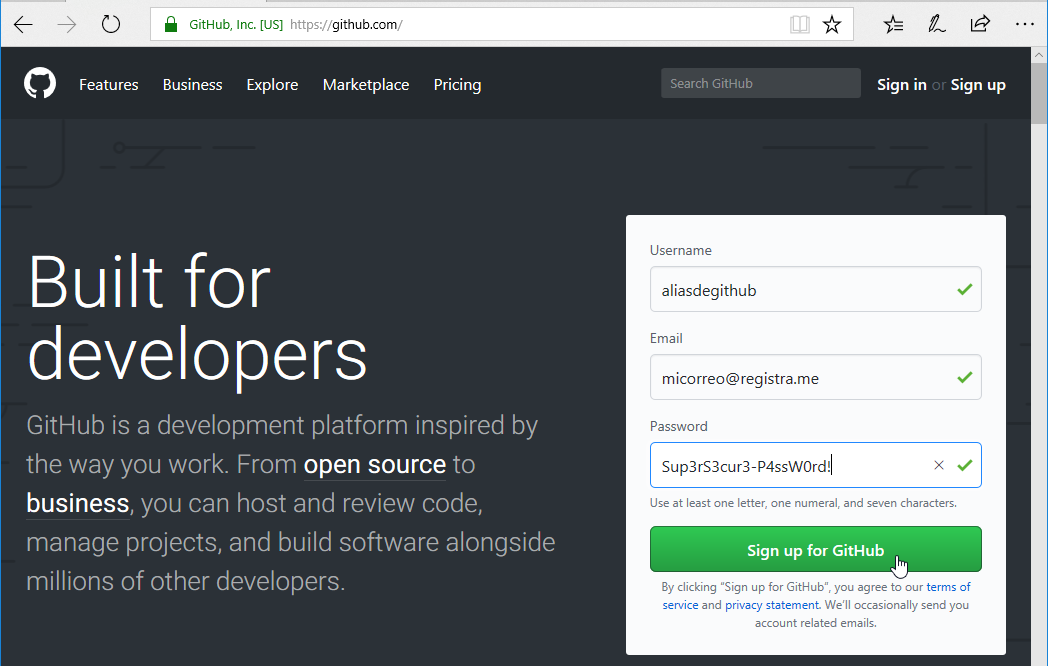 GitHub, Inc. [US] https://github.com/
Features Business Explore Marketplace Pricing Search GitHub Sign in or Sign up
Built for
developers
GitHub is a development platform inspired by
the way you work. From open source to
business, you can host and review code,
manage projects, and build software alongside
millions of other developers.
Username
aliasdegithub
Email
micorreo@registra.me
Password
Sup3rS3cur3-P4ssW0rd!
Use at least one letter, one numeral, and seven characters.
Sign up for GitHub
By clicking “Sign up for GitHub”, you agree to our terms of
service and privacy statement. We’ll occasionally send you
account related emails.